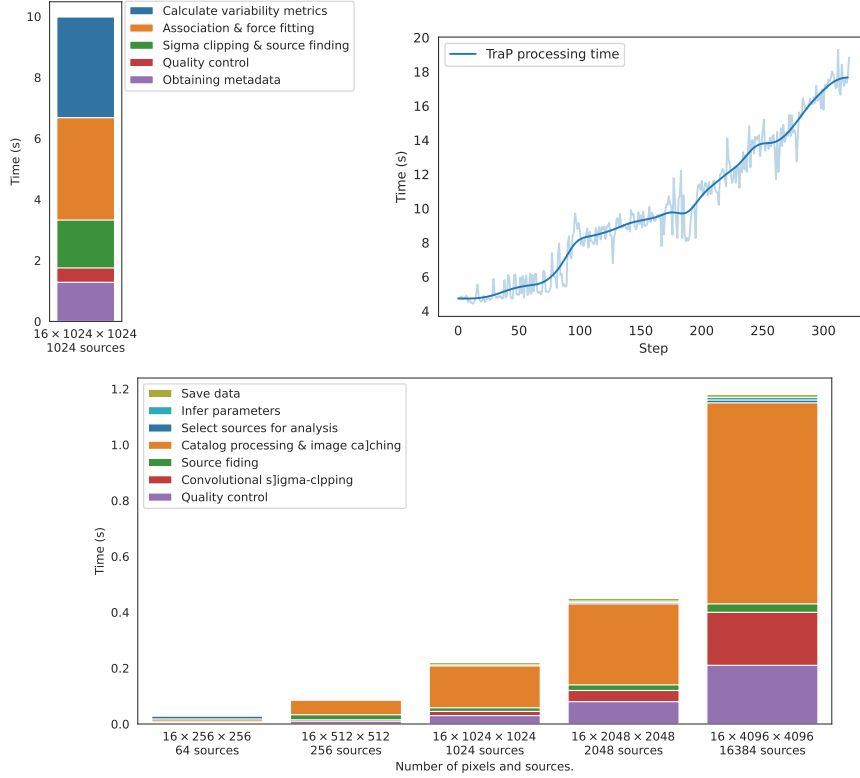 10
8
6
4
2
0
Time (s)
16 × 1024 × 1024
1024 sources
Calculate variability metrics
Association & force fitting
Sigma clipping & source finding
Quality control
Obtaining metadata
20
18
16
14
12
10
8
6
4
Time (s)
TraP processing time
0 50 100 150 200 250 300
Step
1.2
1.0
0.8
0.6
0.4
0.2
0.0
Time (s)
Save data
Infer parameters
Select sources for analysis
Catalog processing & image ca]ching
Source fiding
Convolutional s]igma-clpping
Quality control
16 × 256 × 256 16 × 512 × 512 16 × 1024 × 1024 16 × 2048 × 2048 16 × 4096 × 4096
64 sources 256 sources 1024 sources 2048 sources 16384 sources
Number of pixels and sources.